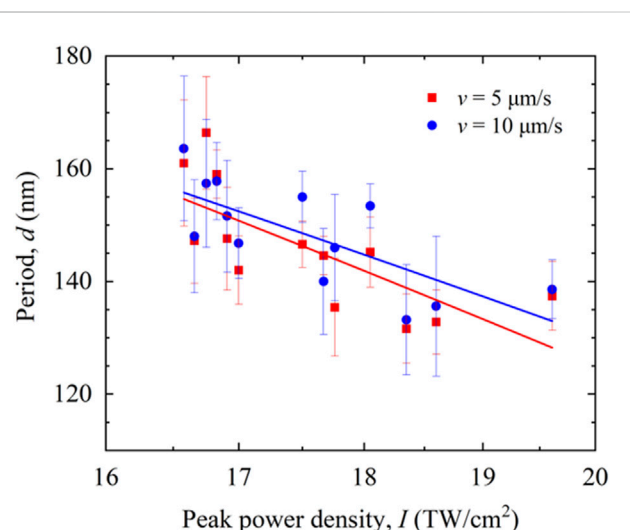 180
160
140
120
16
17
18
19
20
Period, d (nm)
Peak power density, I (TW/cm²)
v = 5 μm/s
v = 10 μm/s